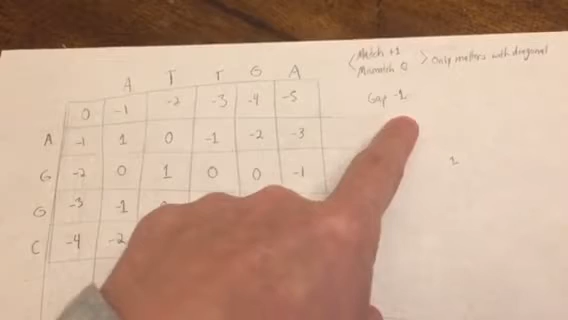 Match +1
Mismatch 0
Only matters with diagonal
Gap -1
A T T G A
0 -1 -2 -3 -4 -5
A -1 1 0 -1 -2 -3
G -2 0 1 0 0 -1
1
G -3 -1
C -4 -2